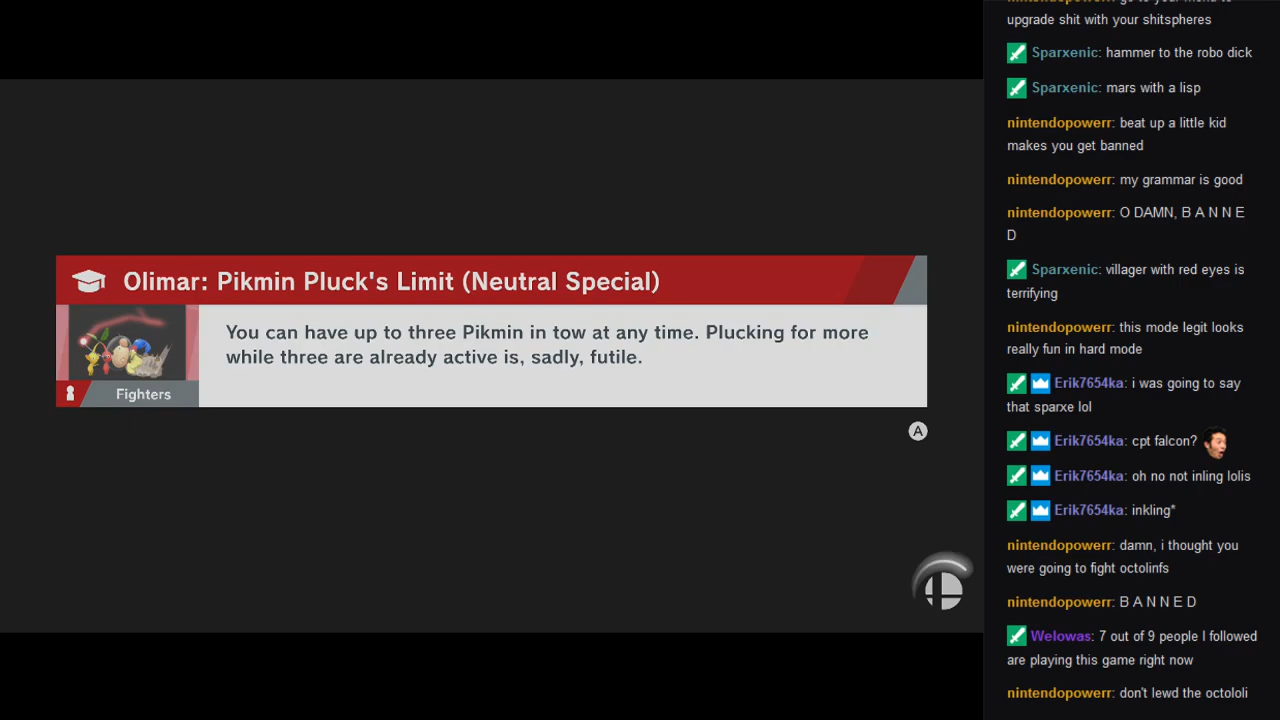 Olimar: Pikmin Pluck's Limit (Neutral Special)
You can have up to three Pikmin in tow at any time. Plucking for more
while three are already active is, sadly, futile.
Fighters
A
upgrade shit with your shitspheres
Sparxenic: hammer to the robo dick
Sparxenic: mars with a lisp
nintendopowerr: beat up a little kid
makes you get banned
nintendopowerr: my grammar is good
nintendopowerr: O DAMN, B A N N E
D
Sparxenic: villager with red eyes is
terrifying
nintendopowerr: this mode legit looks
really fun in hard mode
Erik7654ka: i was going to say
that sparxe lol
Erik7654ka: cpt falcon?
Erik7654ka: oh no not inling lolis
Erik7654ka: inkling*
nintendopowerr: damn, i thought you
were going to fight octolinfs
nintendopowerr: B A N N E D
Welowas: 7 out of 9 people I followed
are playing this game right now
nintendopowerr: don't lewd the octololi